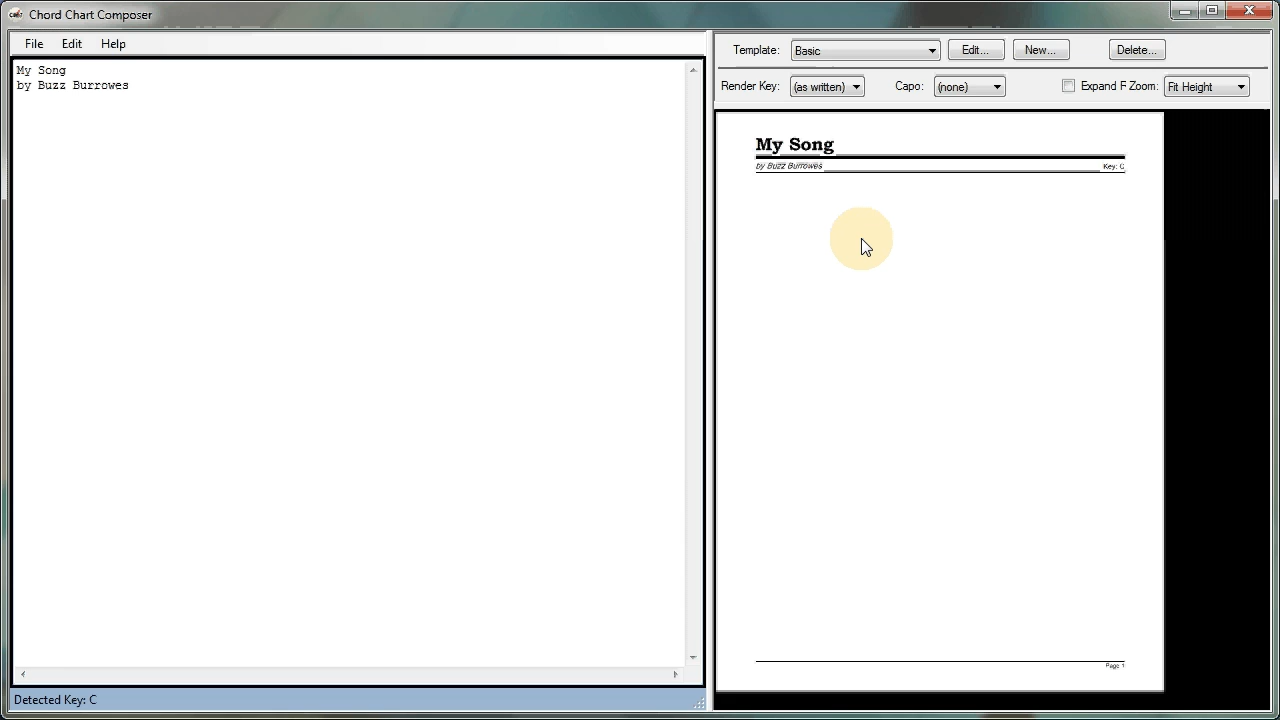 Chord Chart Composer
File Edit Help
My Song
by Buzz Burrowes
Detected Key: C
Template: Basic Edit... New... Delete...
Render Key: (as written) Capo: (none) Expand F Zoom: Fit Height
My Song
by Buzz Burrowes Key: C
Page 1